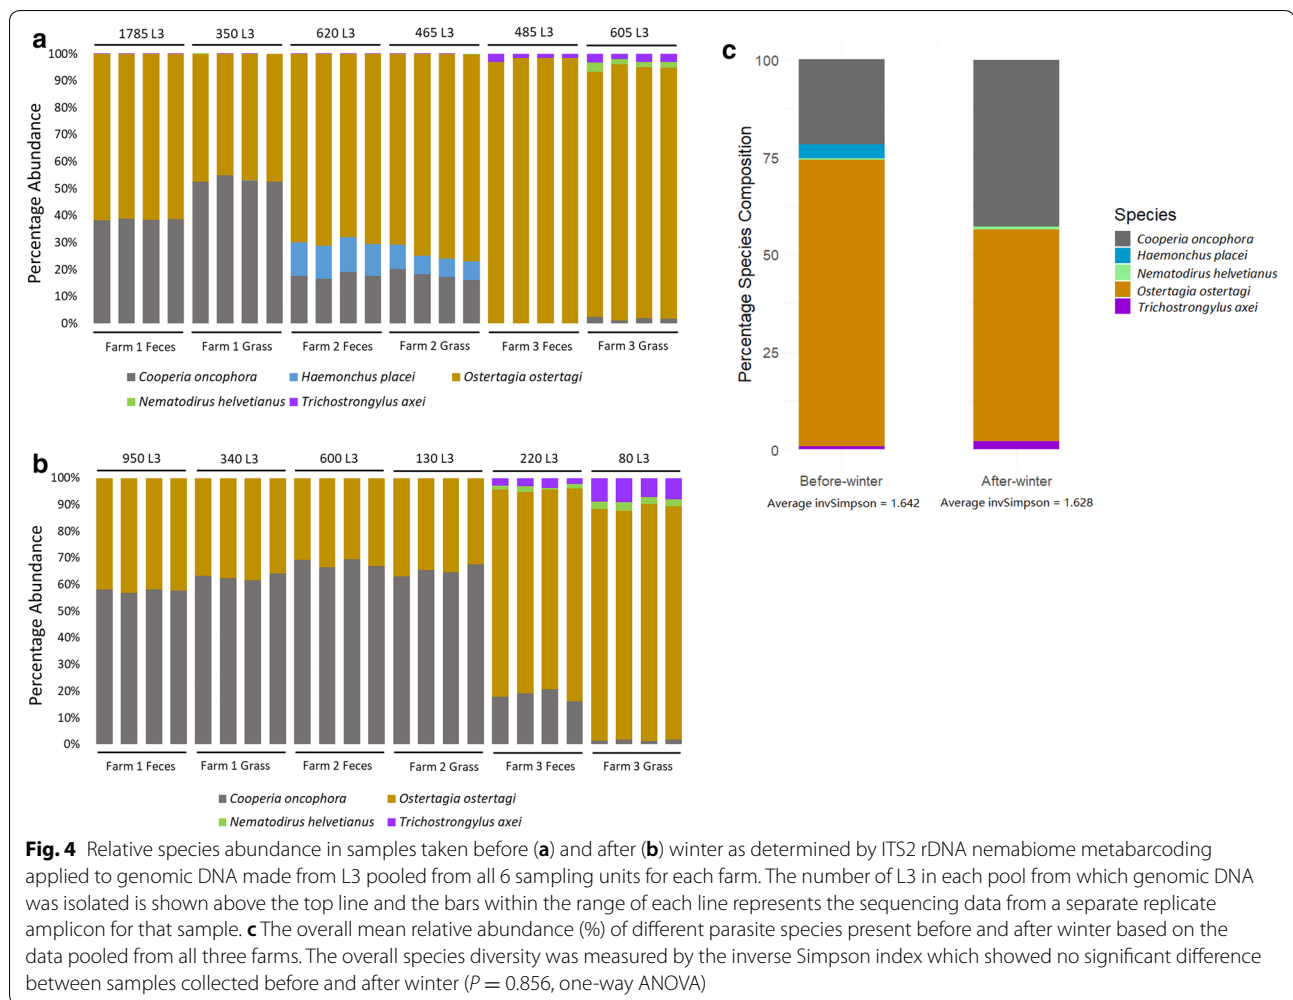 a
1785 L3 350 L3 620 L3 465 L3 485 L3 605 L3
100%
90%
80%
70%
60%
50%
40%
30%
20%
10%
0%
Percentage Abundance
Farm 1 Feces Farm 1 Grass Farm 2 Feces Farm 2 Grass Farm 3 Feces Farm 3 Grass
Cooperia oncophora Haemonchus placei Ostertagia ostertagi
Nematodirus helvetianus Trichostrongylus axei
b
950 L3 340 L3 600 L3 130 L3 220 L3 80 L3
100%
90%
80%
70%
60%
50%
40%
30%
20%
10%
0%
Percentage Abundance
Farm 1 Feces Farm 1 Grass Farm 2 Feces Farm 2 Grass Farm 3 Feces Farm 3 Grass
Cooperia oncophora Ostertagia ostertagi
Nematodirus helvetianus Trichostrongylus axei
c
100
75
50
25
0
Percentage Species Composition
Before-winter After-winter
Average invSimpson = 1.642 Average invSimpson = 1.628
Species
Cooperia oncophora
Haemonchus placei
Nematodirus helvetianus
Ostertagia ostertagi
Trichostrongylus axei
Fig. 4 Relative species abundance in samples taken before (a) and after (b) winter as determined by ITS2 rDNA nemabiome metabarcoding
applied to genomic DNA made from L3 pooled from all 6 sampling units for each farm. The number of L3 in each pool from which genomic DNA
was isolated is shown above the top line and the bars within the range of each line represents the sequencing data from a separate replicate
amplicon for that sample. c The overall mean relative abundance (%) of different parasite species present before and after winter based on the
data pooled from all three farms. The overall species diversity was measured by the inverse Simpson index which showed no significant difference
between samples collected before and after winter (P = 0.856, one-way ANOVA)